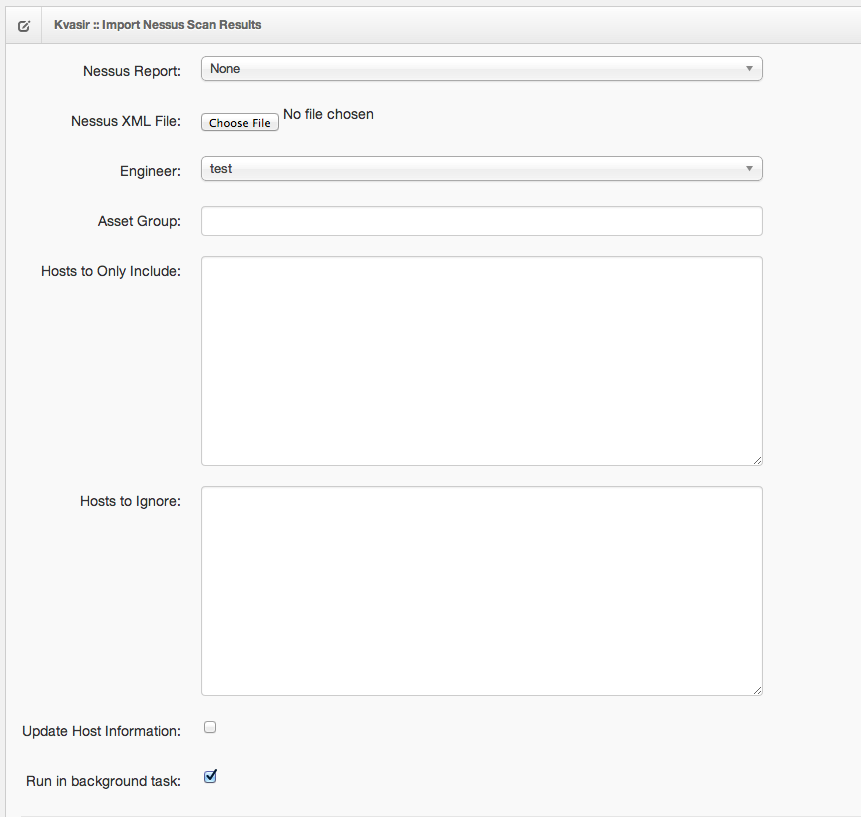 Kvasir :: Import Nessus Scan Results
Nessus Report: None
Nessus XML File: Choose File No file chosen
Engineer: test
Asset Group:
Hosts to Only Include:
Hosts to Ignore:
Update Host Information:
Run in background task: